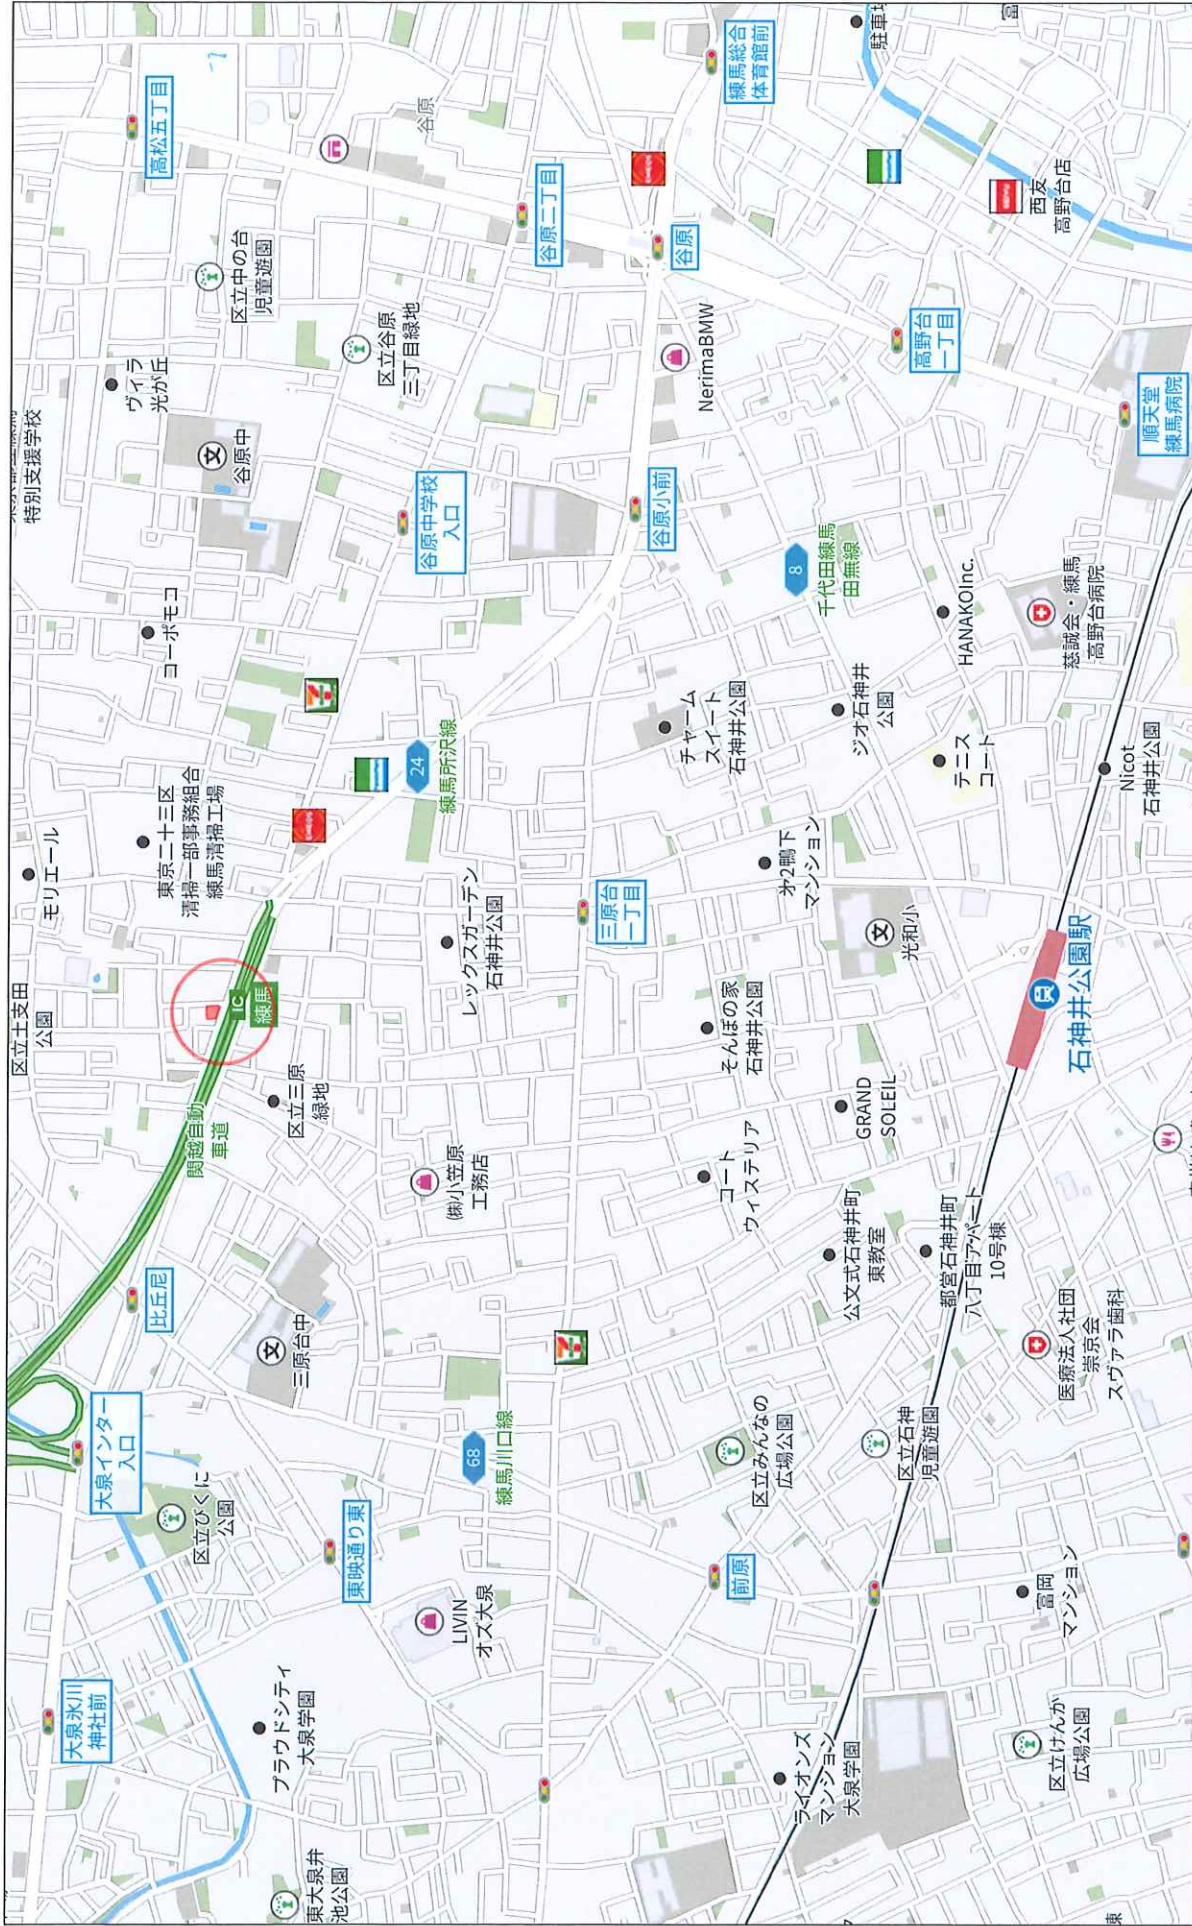 大泉氷川
神社前
大泉インター
入口
比丘尼
関越自動
車道
区立土支田
公園
モリエール
東京二十三区
清掃一部事務組合
練馬清掃工場
コーポモコ
特別支援学校
ヴィラ
光が丘
高松五丁目
区立びくに
公園
三原台中
区立三原
緑地
IC
練馬
谷原中
区立中の台
児童遊園
東大泉弁
池公園
プラウドシティ
大泉学園
東映通り東
LIVIN
オズ大泉
68
練馬川口線
(株)小笠原
工務店
レックスガーデン
石神井公園
24
練馬所沢線
谷原中学校
入口
区立谷原
三丁目緑地
谷原
谷原二丁目
三原台
一丁目
谷原小前
谷原
NerimaBMW
練馬総合
体育館前
前原
区立みんなの
広場公園
コート
ウィステリア
そんぽの家
石神井公園
チャーム
スイート
石神井公園
ライオンズ
マンション
大泉学園
公文式石神井町
東教室
GRAND
SOLEIL
光和小
第2鴨下
マンション
ジオ石神井
公園
8
千代田練馬
田無線
高野台
一丁目
区立石神
児童遊園
都営石神井町
八丁目アパート
10号棟
テニス
コート
HANAKOInc.
西友
高野台店
区立けんか
広場公園
富岡
マンション
医療法人社団
崇京会
スヴァラ歯科
石神井公園駅
Nicot
石神井公園
慈誠会・練馬
高野台病院
順天堂
練馬病院